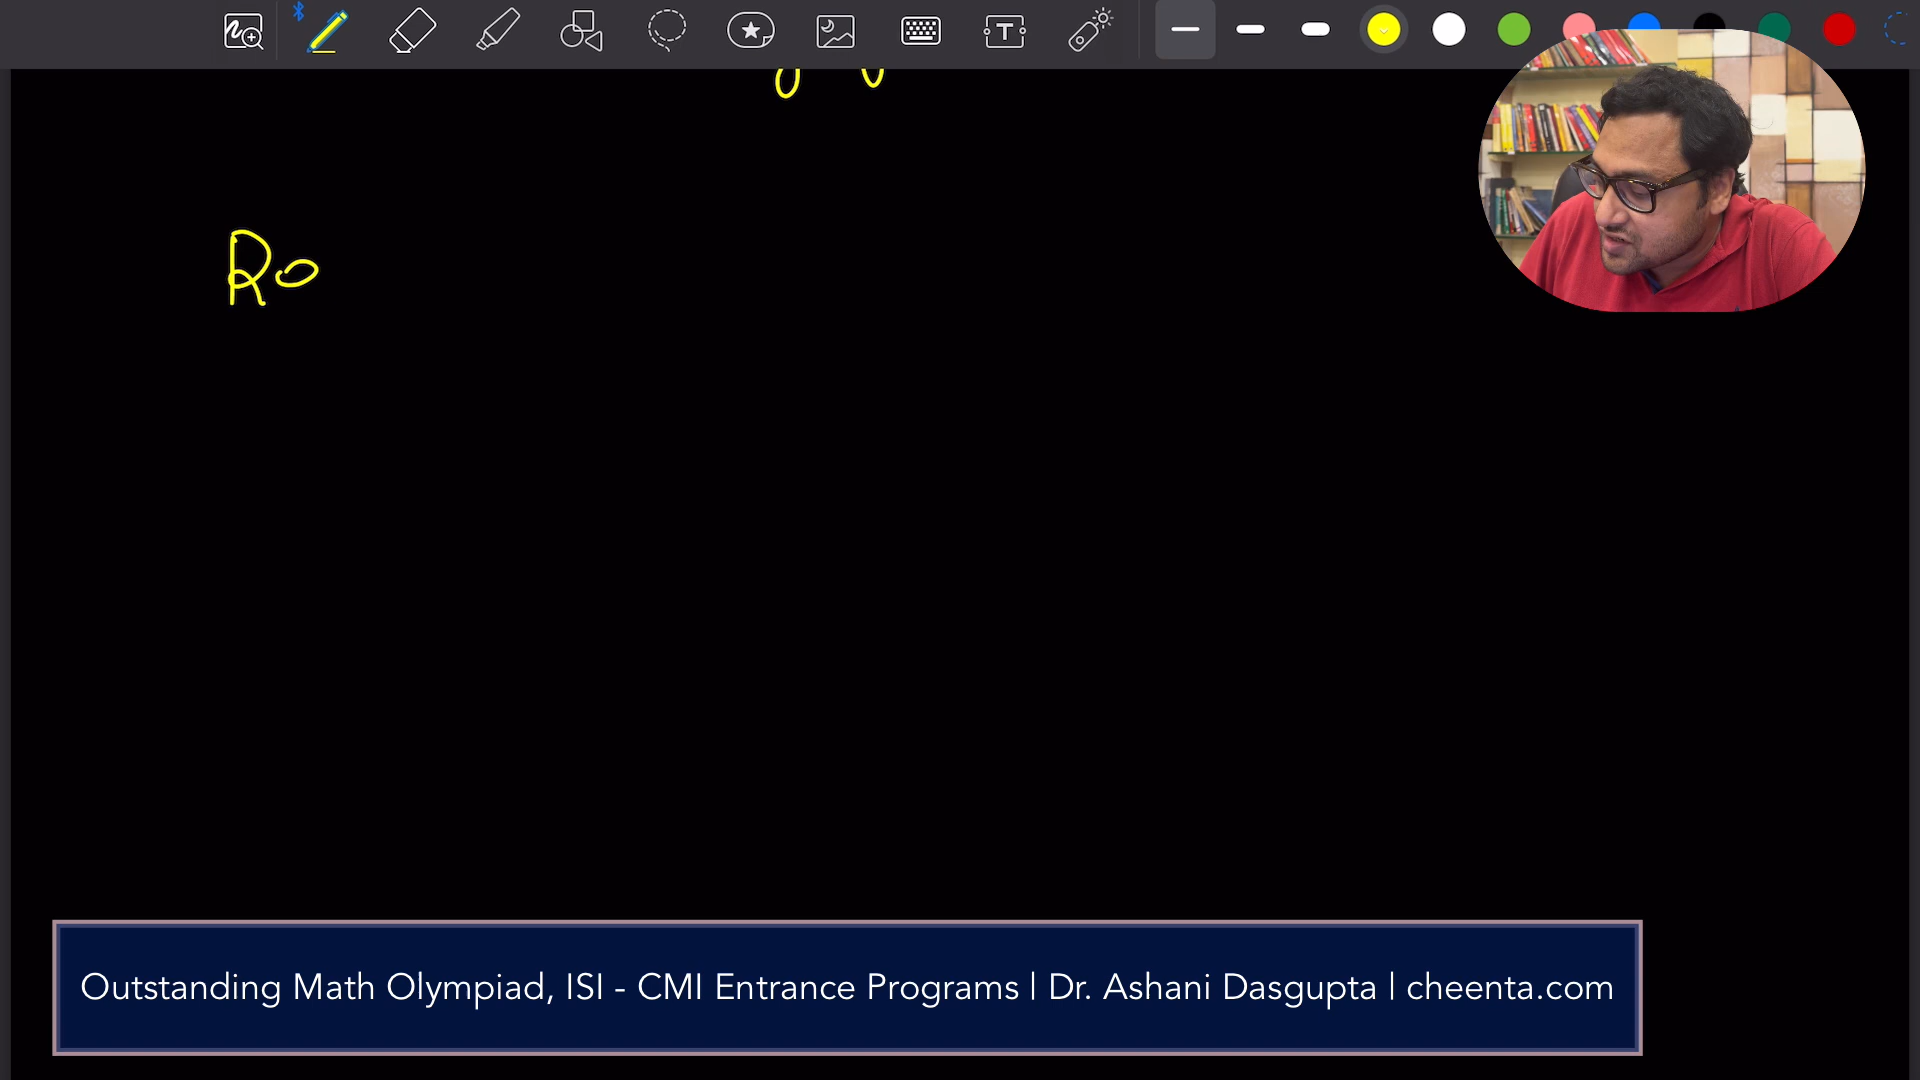 Ro
Outstanding Math Olympiad, ISI - CMI Entrance Programs | Dr. Ashani Dasgupta | cheenta.com